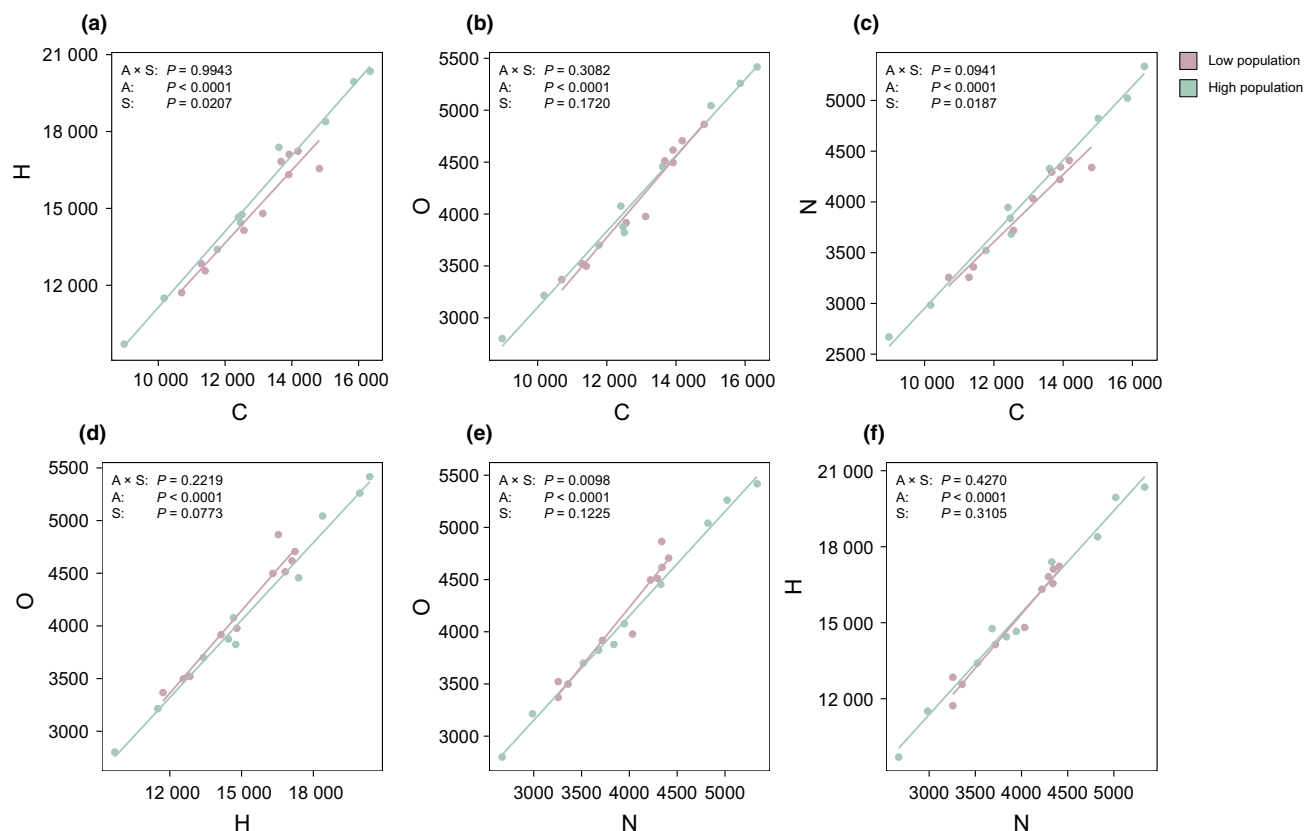 (a)
21 000
18 000
15 000
12 000
H
A × S: P = 0.9943
A: P < 0.0001
S: P = 0.0207
10 000 12 000 14 000 16 000
C
(b)
5500
5000
4500
4000
3500
3000
O
A × S: P = 0.3082
A: P < 0.0001
S: P = 0.1720
10 000 12 000 14 000 16 000
C
(c)
5000
4500
4000
3500
3000
2500
N
A × S: P = 0.0941
A: P < 0.0001
S: P = 0.0187
10 000 12 000 14 000 16 000
C
Low population
High population
(d)
5500
5000
4500
4000
3500
3000
O
A × S: P = 0.2219
A: P < 0.0001
S: P = 0.0773
12 000 15 000 18 000
H
(e)
5500
5000
4500
4000
3500
3000
O
A × S: P = 0.0098
A: P < 0.0001
S: P = 0.1225
3000 3500 4000 4500 5000
N
(f)
21 000
18 000
15 000
12 000
H
A × S: P = 0.4270
A: P < 0.0001
S: P = 0.3105
3000 3500 4000 4500 5000
N